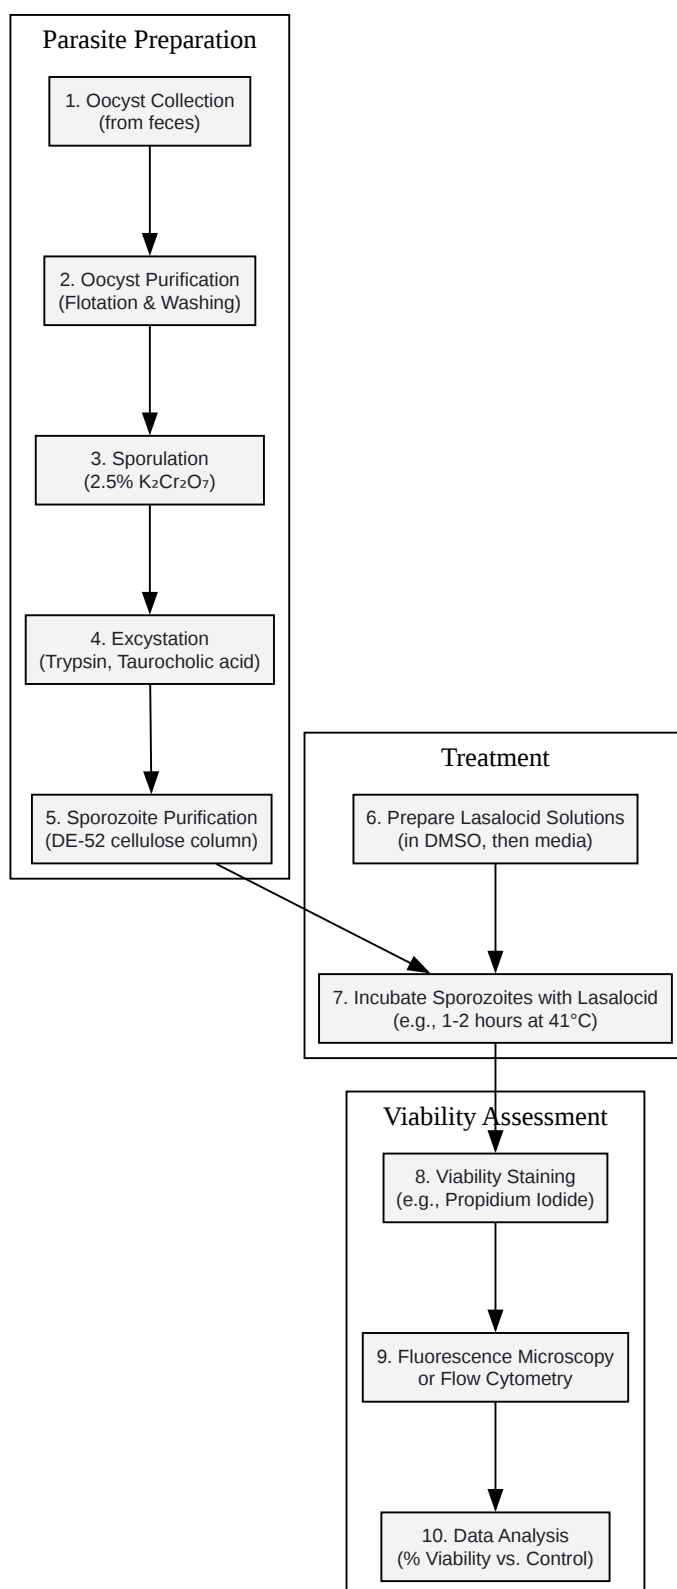 Parasite Preparation
1. Oocyst Collection
(from feces)
2. Oocyst Purification
(Flotation & Washing)
3. Sporulation
(2.5% K₂Cr₂O₇)
4. Excystation
(Trypsin, Taurocholic acid)
5. Sporozoite Purification
(DE-52 cellulose column)
Treatment
6. Prepare Lasalocid Solutions
(in DMSO, then media)
7. Incubate Sporozoites with Lasalocid
(e.g., 1-2 hours at 41°C)
Viability Assessment
8. Viability Staining
(e.g., Propidium Iodide)
9. Fluorescence Microscopy
or Flow Cytometry
10. Data Analysis
(% Viability vs. Control)